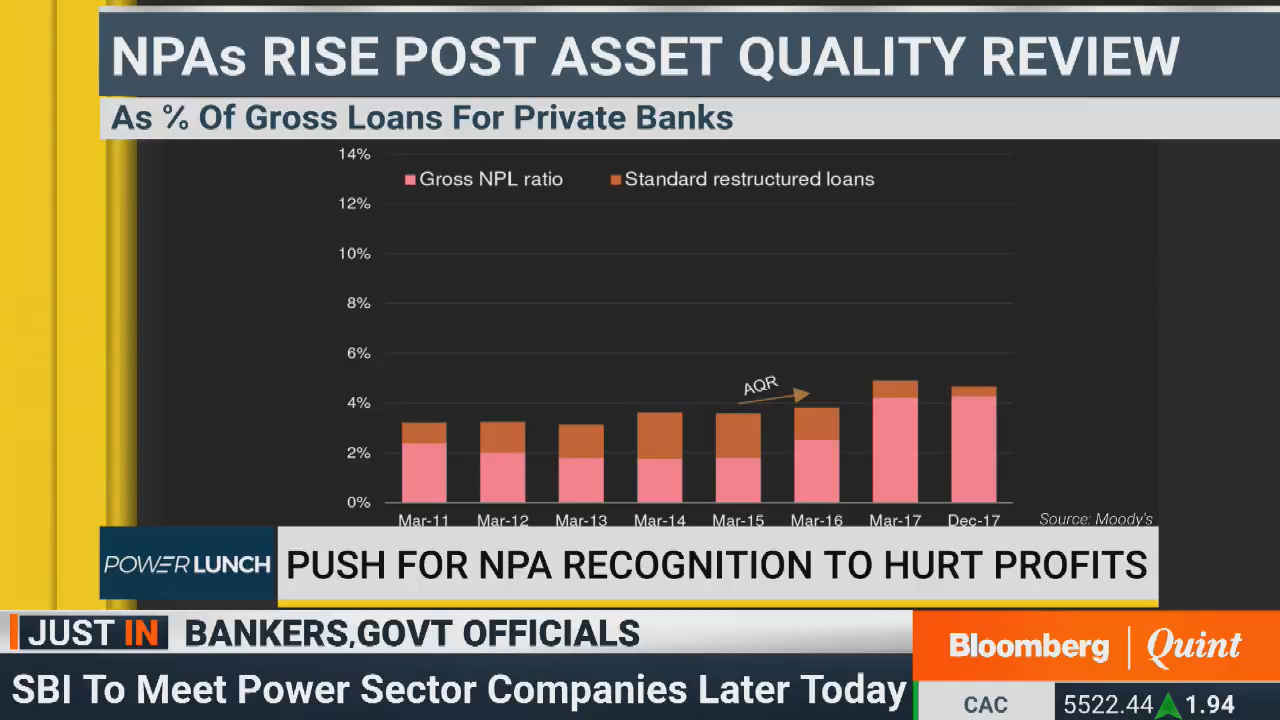 NPAs RISE POST ASSET QUALITY REVIEW
As % Of Gross Loans For Private Banks
14%
Gross NPL ratio Standard restructured loans
12%
10%
8%
6%
AQR
4%
2%
0%
Mar-11 Mar-12 Mar-13 Mar-14 Mar-15 Mar-16 Mar-17 Dec-17
Source: Moody's
POWER LUNCH
PUSH FOR NPA RECOGNITION TO HURT PROFITS
JUST IN BANKERS,GOVT OFFICIALS
SBI To Meet Power Sector Companies Later Today
Bloomberg | Quint
CAC 5522.44 1.94